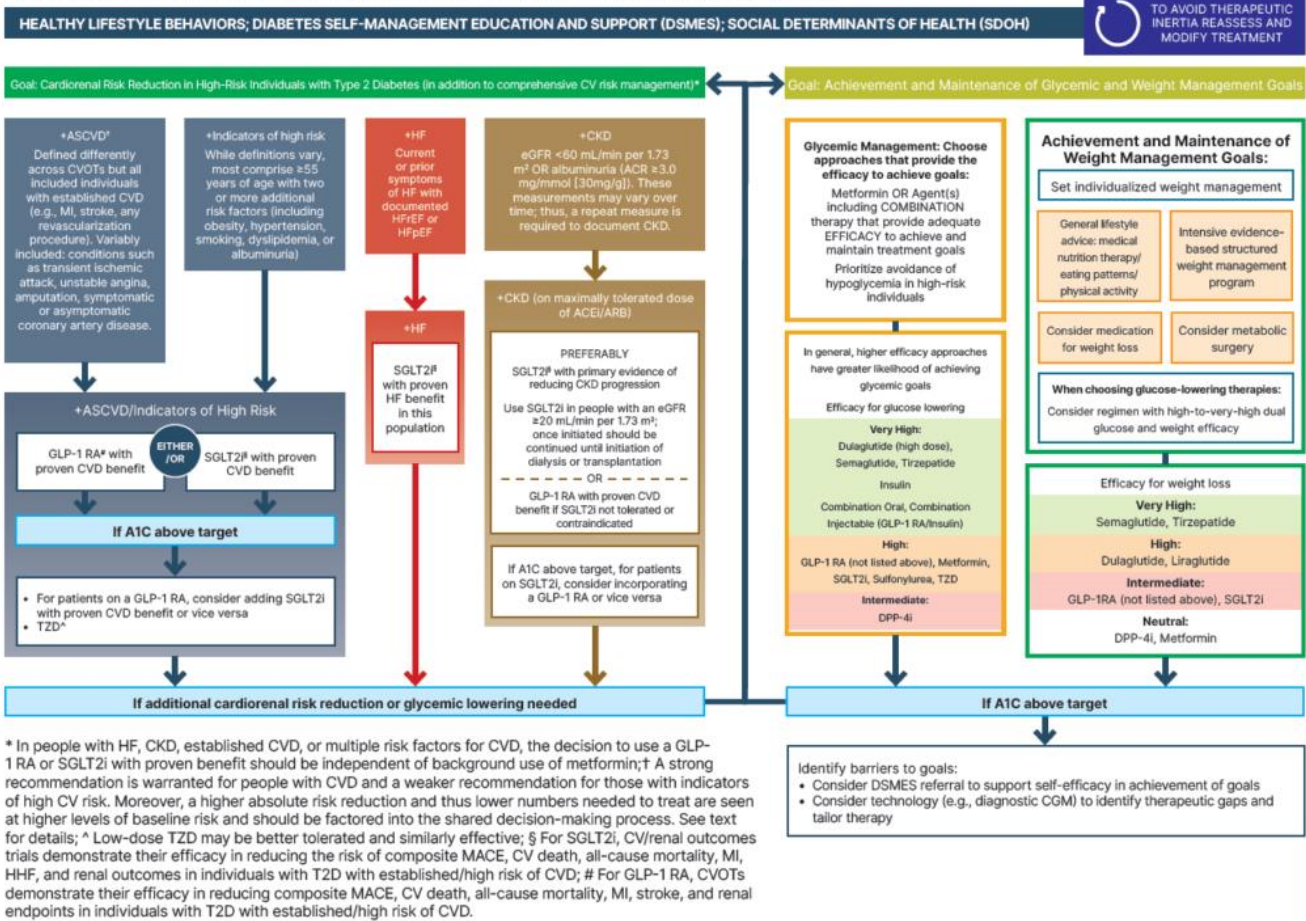 HEALTHY LIFESTYLE BEHAVIORS; DIABETES SELF-MANAGEMENT EDUCATION AND SUPPORT (DSMES); SOCIAL DETERMINANTS OF HEALTH (SDOH)
TO AVOID THERAPEUTIC
INERTIA REASSESS AND
MODIFY TREATMENT
Goal: Cardiorenal Risk Reduction in High-Risk Individuals with Type 2 Diabetes (in addition to comprehensive CV risk management)*
+ASCVD†
Defined differently
across CVOTs but all
included individuals
with established CVD
(e.g., MI, stroke, any
revascularization
procedure). Variably
included: conditions such
as transient ischemic
attack, unstable angina,
amputation, symptomatic
or asymptomatic
coronary artery disease.
+Indicators of high risk
While definitions vary,
most comprise ≥55
years of age with two
or more additional
risk factors (including
obesity, hypertension,
smoking, dyslipidemia, or
albuminuria)
+ASCVD/Indicators of High Risk
GLP-1 RA# with
proven CVD benefit
EITHER
/OR
SGLT2i§ with proven
CVD benefit
If A1C above target
• For patients on a GLP-1 RA, consider adding SGLT2i
with proven CVD benefit or vice versa
• TZD^
+HF
Current
or prior
symptoms
of HF with
documented
HFrEF or
HFpEF
+HF
SGLT2i§
with proven
HF benefit
in this
population
+CKD
eGFR <60 mL/min per 1.73
m² OR albuminuria (ACR ≥3.0
mg/mmol [30mg/g]). These
measurements may vary over
time; thus, a repeat measure is
required to document CKD.
+CKD (on maximally tolerated dose
of ACEi/ARB)
PREFERABLY
SGLT2i§ with primary evidence of
reducing CKD progression
Use SGLT2i in people with an eGFR
≥20 mL/min per 1.73 m²;
once initiated should be
continued until initiation of
dialysis or transplantation
OR
GLP-1 RA with proven CVD
benefit if SGLT2i not tolerated or
contraindicated
If A1C above target, for patients
on SGLT2i, consider incorporating
a GLP-1 RA or vice versa
If additional cardiorenal risk reduction or glycemic lowering needed
Goal: Achievement and Maintenance of Glycemic and Weight Management Goals
Glycemic Management: Choose
approaches that provide the
efficacy to achieve goals:
Metformin OR Agent(s)
including COMBINATION
therapy that provide adequate
EFFICACY to achieve and
maintain treatment goals
Prioritize avoidance of
hypoglycemia in high-risk
individuals
In general, higher efficacy approaches
have greater likelihood of achieving
glycemic goals
Efficacy for glucose lowering
Very High:
Dulaglutide (high dose),
Semaglutide, Tirzepatide
Insulin
Combination Oral, Combination
Injectable (GLP-1 RA/Insulin)
High:
GLP-1 RA (not listed above), Metformin,
SGLT2i, Sulfonylurea, TZD
Intermediate:
DPP-4i
Achievement and Maintenance of
Weight Management Goals:
Set individualized weight management
General lifestyle
advice: medical
nutrition therapy/
eating patterns/
physical activity
Intensive evidence-
based structured
weight management
program
Consider medication
for weight loss
Consider metabolic
surgery
When choosing glucose-lowering therapies:
Consider regimen with high-to-very-high dual
glucose and weight efficacy
Efficacy for weight loss
Very High:
Semaglutide, Tirzepatide
High:
Dulaglutide, Liraglutide
Intermediate:
GLP-1RA (not listed above), SGLT2i
Neutral:
DPP-4i, Metformin
If A1C above target
Identify barriers to goals:
• Consider DSMES referral to support self-efficacy in achievement of goals
• Consider technology (e.g., diagnostic CGM) to identify therapeutic gaps and
tailor therapy
* In people with HF, CKD, established CVD, or multiple risk factors for CVD, the decision to use a GLP-
1 RA or SGLT2i with proven benefit should be independent of background use of metformin;† A strong
recommendation is warranted for people with CVD and a weaker recommendation for those with indicators
of high CV risk. Moreover, a higher absolute risk reduction and thus lower numbers needed to treat are seen
at higher levels of baseline risk and should be factored into the shared decision-making process. See text
for details; ^ Low-dose TZD may be better tolerated and similarly effective; § For SGLT2i, CV/renal outcomes
trials demonstrate their efficacy in reducing the risk of composite MACE, CV death, all-cause mortality, MI,
HHF, and renal outcomes in individuals with T2D with established/high risk of CVD; # For GLP-1 RA, CVOTs
demonstrate their efficacy in reducing composite MACE, CV death, all-cause mortality, MI, stroke, and renal
endpoints in individuals with T2D with established/high risk of CVD.